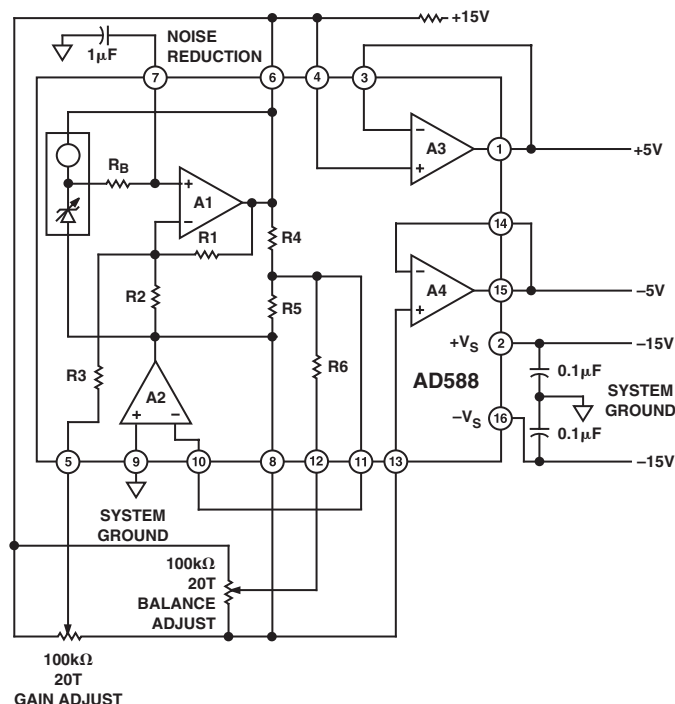 +15V
NOISE
REDUCTION
1µF
7
6
4
3
RB
A1
R1
R4
A3
1
+5V
14
A4
15
–5V
R2
R5
R3
R6
A2
+VS
2
–15V
AD588
0.1µF
SYSTEM
GROUND
–VS
16
0.1µF
–15V
5
9
10
8
12
11
13
SYSTEM
GROUND
100kΩ
20T
BALANCE
ADJUST
100kΩ
20T
GAIN ADJUST